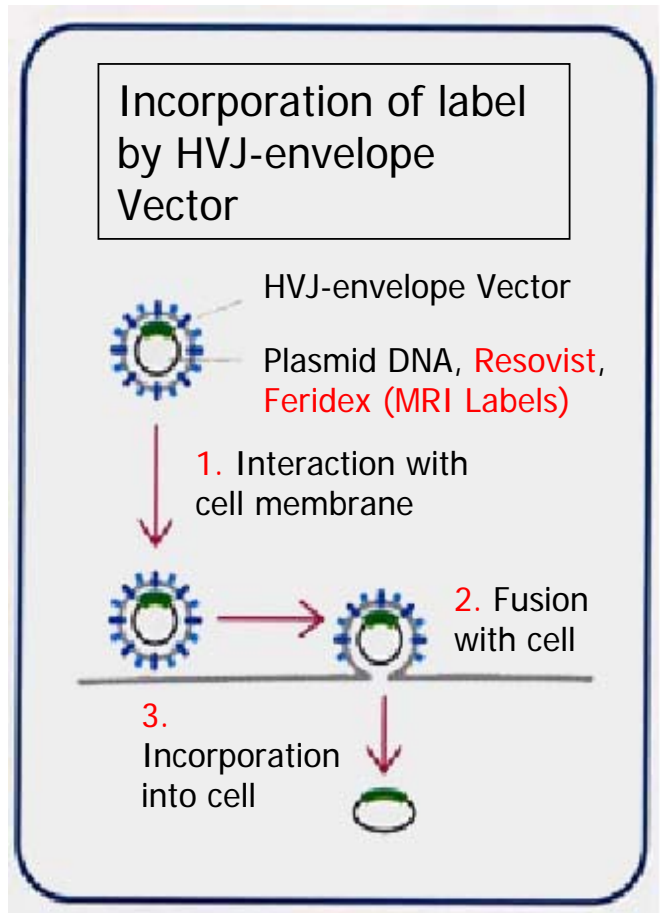 Incorporation of label
by HVJ-envelope
Vector
HVJ-envelope Vector
Plasmid DNA, Resovist,
Feridex (MRI Labels)
1. Interaction with
cell membrane
2. Fusion
with cell
3.
Incorporation
into cell